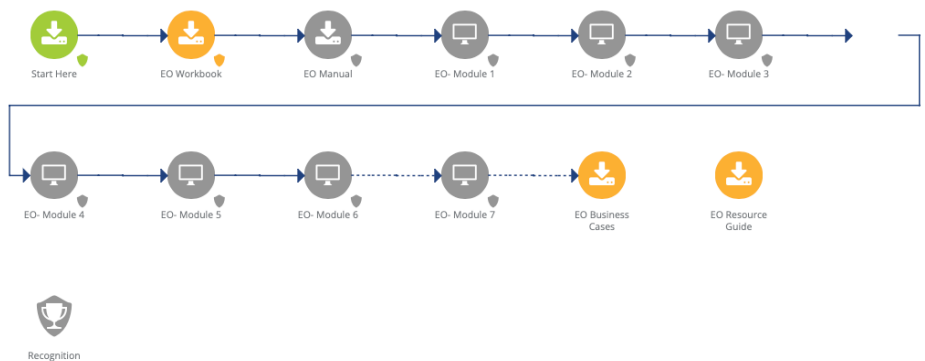 Start Here
EO Workbook
EO Manual
EO- Module 1
EO- Module 2
EO- Module 3
EO- Module 4
EO- Module 5
EO- Module 6
EO- Module 7
EO Business
Cases
EO Resource
Guide
Recognition